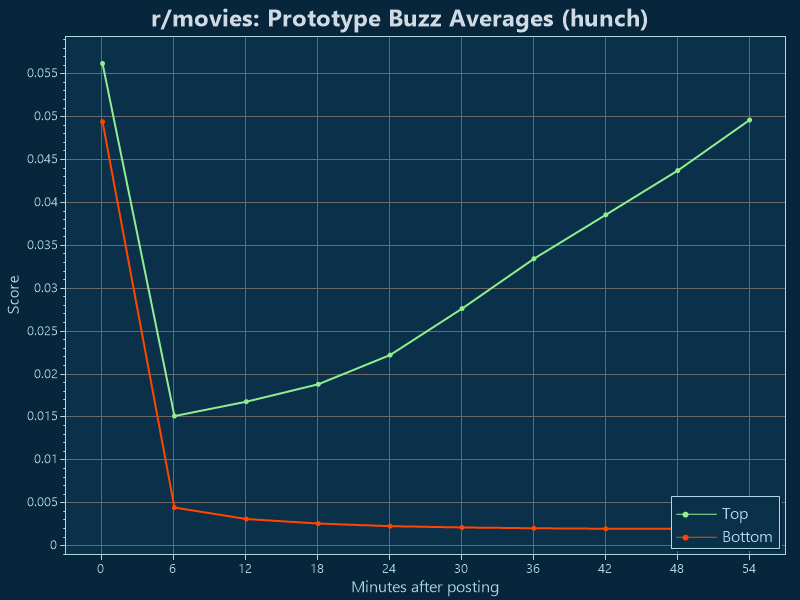 r/movies: Prototype Buzz Averages (hunch)
0.055
0.05
0.045
0.04
0.035
0.03
0.025
0.02
0.015
0.01
0.005
0
Score
0 6 12 18 24 30 36 42 48 54
Minutes after posting
Top
Bottom